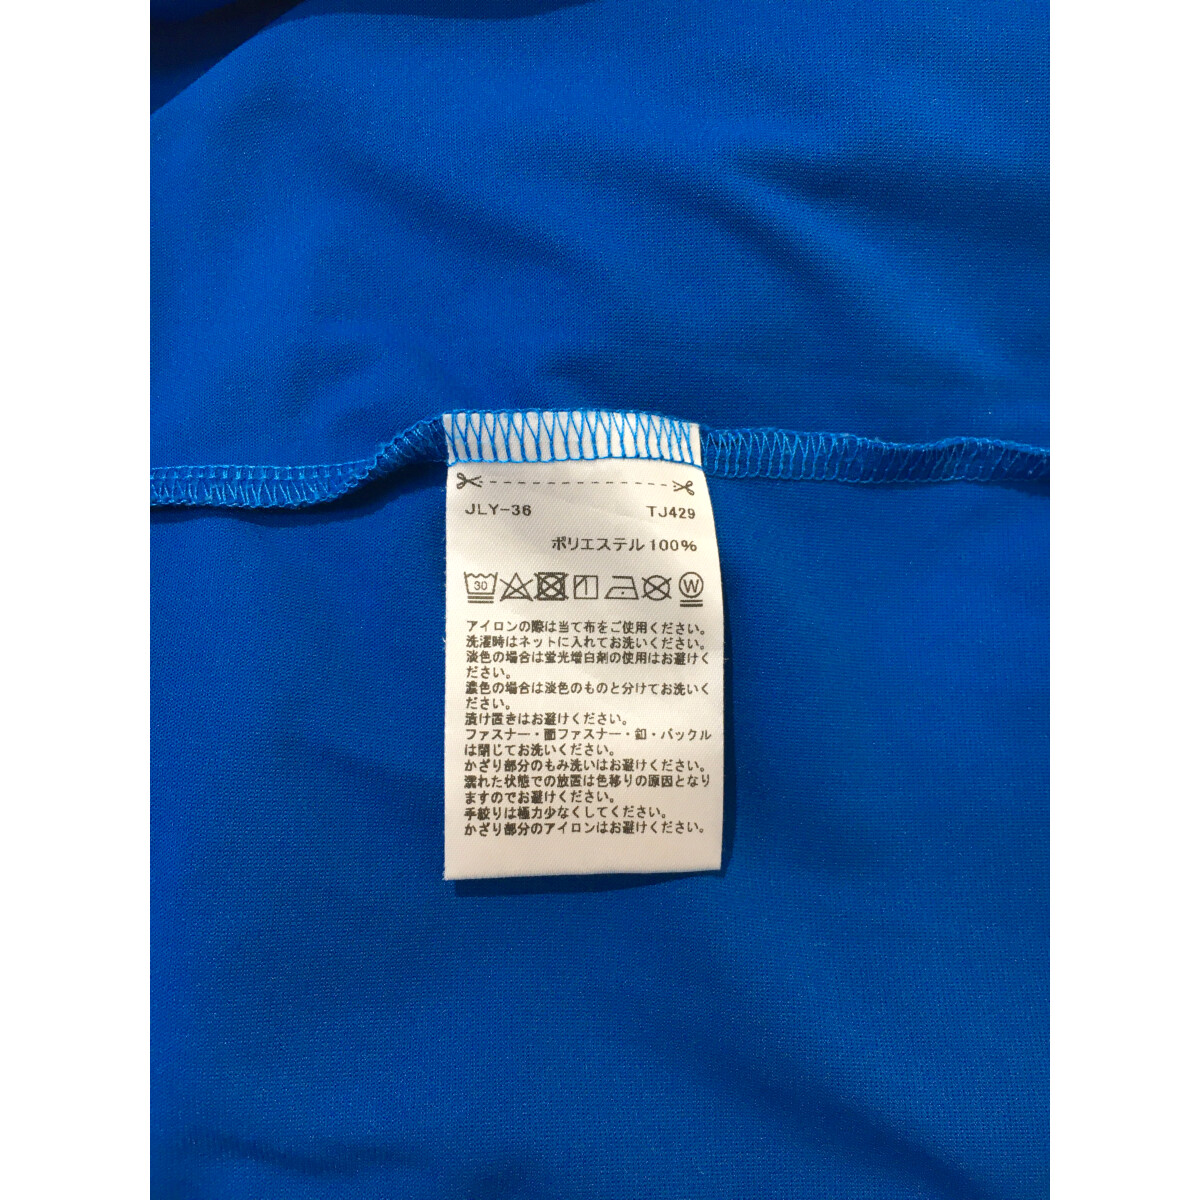 JLY-36 TJ429
ポリエステル100%
30 W
アイロンの際は当て布をご使用ください。
洗濯時はネットに入れてお洗いください。
淡色の場合は蛍光増白剤の使用はお避けく
ださい。
濃色の場合は淡色のものと分けてお洗いく
ださい。
漬け置きはお避けください。
ファスナー・面ファスナー・釦・バックル
は閉じてお洗いください。
かざり部分のもみ洗いはお避けください。
濡れた状態での放置は色移りの原因となり
ますのでお避けください。
手絞りは極力少なくしてください。
かざり部分のアイロンはお避けください。